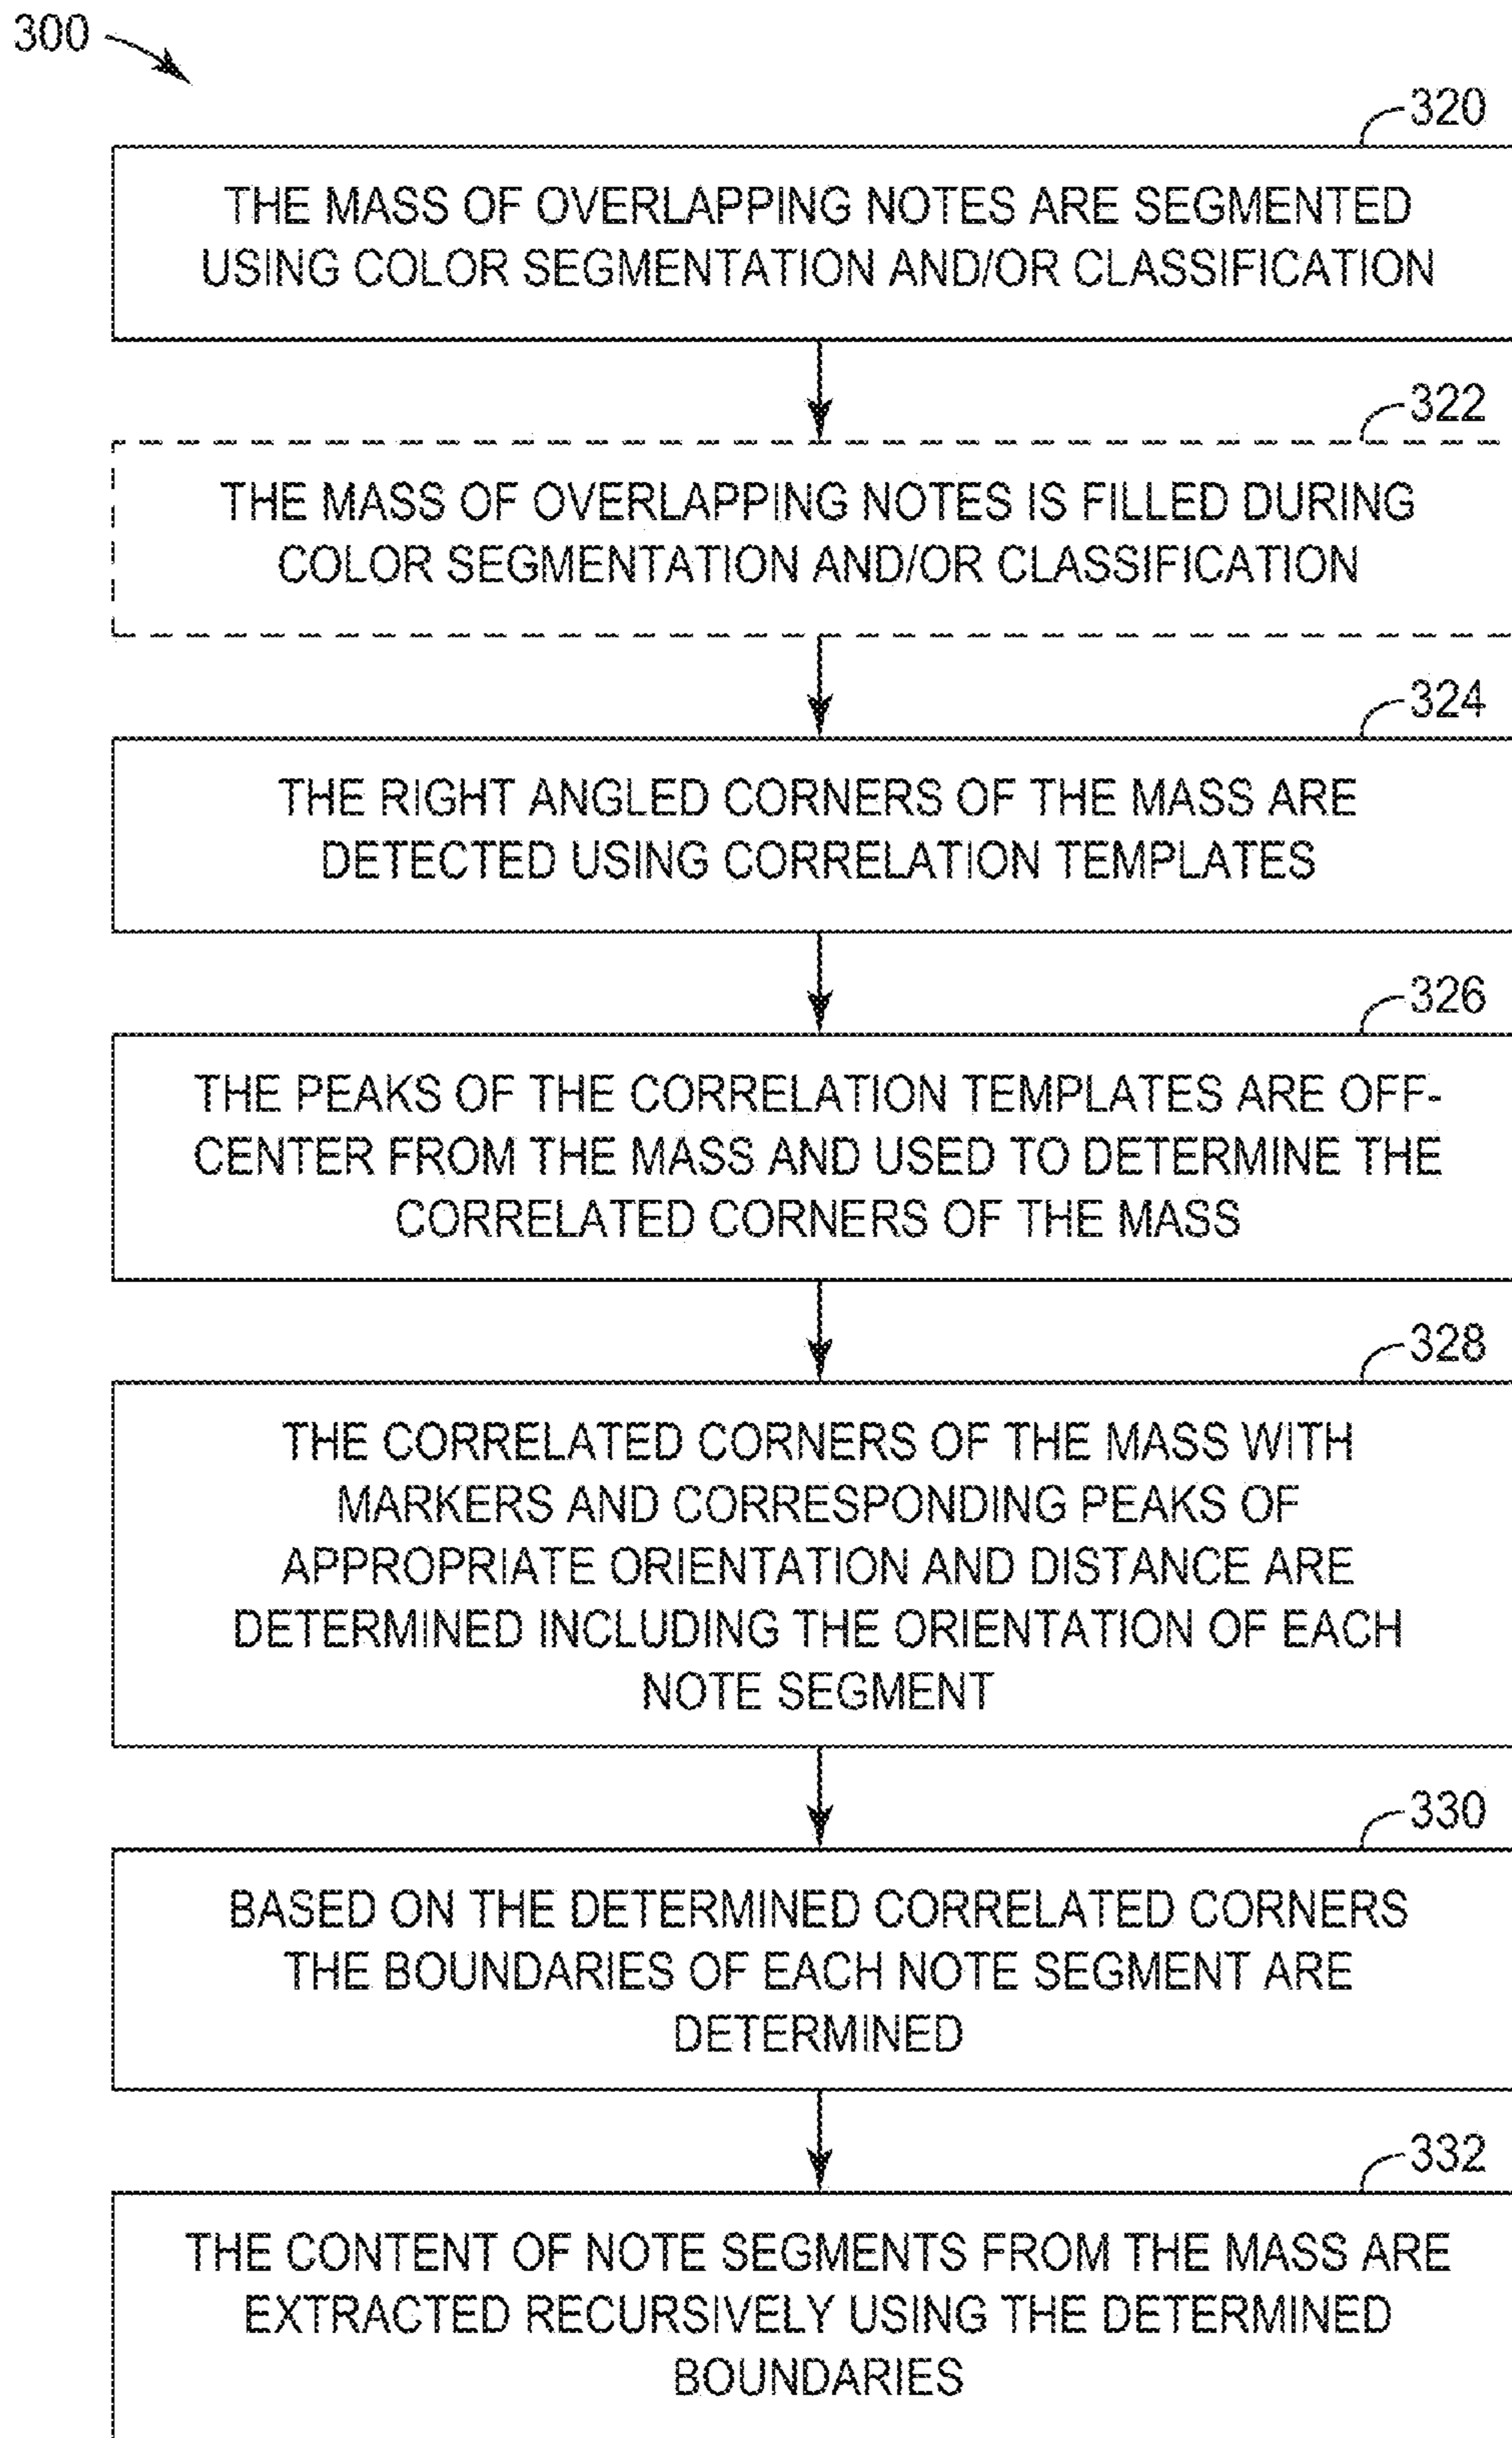 300
320
THE MASS OF OVERLAPPING NOTES ARE SEGMENTED
USING COLOR SEGMENTATION AND/OR CLASSIFICATION
322
THE MASS OF OVERLAPPING NOTES IS FILLED DURING
COLOR SEGMENTATION AND/OR CLASSIFICATION
324
THE RIGHT ANGLED CORNERS OF THE MASS ARE
DETECTED USING CORRELATION TEMPLATES
326
THE PEAKS OF THE CORRELATION TEMPLATES ARE OFF-
CENTER FROM THE MASS AND USED TO DETERMINE THE
CORRELATED CORNERS OF THE MASS
328
THE CORRELATED CORNERS OF THE MASS WITH
MARKERS AND CORRESPONDING PEAKS OF
APPROPRIATE ORIENTATION AND DISTANCE ARE
DETERMINED INCLUDING THE ORIENTATION OF EACH
NOTE SEGMENT
330
BASED ON THE DETERMINED CORRELATED CORNERS
THE BOUNDARIES OF EACH NOTE SEGMENT ARE
DETERMINED
332
THE CONTENT OF NOTE SEGMENTS FROM THE MASS ARE
EXTRACTED RECURSIVELY USING THE DETERMINED
BOUNDARIES